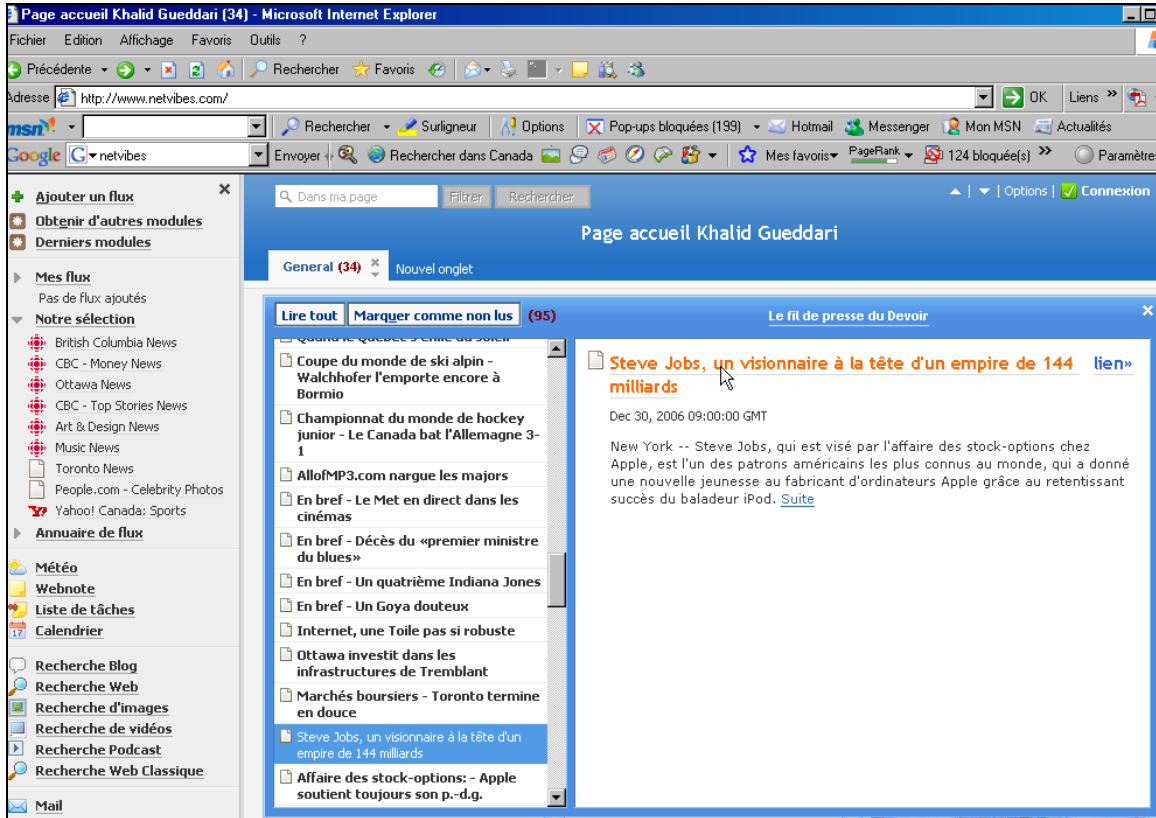 Page accueil Khalid Gueddari (34) - Microsoft Internet Explorer
Fichier Edition Affichage Favoris Outils ?
Précédente Rechercher Favoris
Adresse http://www.netvibes.com/ OK Liens »
msn Rechercher Surligneur Options Pop-ups bloquées (199) Hotmail Messenger Mon MSN Actualités
Google G netvibes Envoyer Rechercher dans Canada Mes favoris PageRank 124 bloquée(s) » Paramètre
Ajouter un flux
Obtenir d'autres modules
Derniers modules
Mes flux
Pas de flux ajoutés
Notre sélection
British Columbia News
CBC - Money News
Ottawa News
CBC - Top Stories News
Art & Design News
Music News
Toronto News
People.com - Celebrity Photos
Yahoo! Canada: Sports
Annuaire de flux
Météo
Webnote
Liste de tâches
17 Calendrier
Recherche Blog
Recherche Web
Recherche d'images
Recherche de vidéos
Recherche Podcast
Recherche Web Classique
Mail
Dans ma page Filtrer Rechercher | Options | Connexion
Page accueil Khalid Gueddari
General (34) Nouvel onglet
Lire tout Marquer comme non lus (95) Le fil de presse du Devoir
Quand le Québec s'enfle du soleil
Coupe du monde de ski alpin -
Walchhofer l'emporte encore à
Bormio
Championnat du monde de hockey
junior - Le Canada bat l'Allemagne 3-
1
AllofMP3.com nargue les majors
En bref - Le Met en direct dans les
cinémas
En bref - Décès du «premier ministre
du blues»
En bref - Un quatrième Indiana Jones
En bref - Un Goya douteux
Internet, une Toile pas si robuste
Ottawa investit dans les
infrastructures de Tremblant
Marchés boursiers - Toronto termine
en douce
Steve Jobs, un visionnaire à la tête d'un
empire de 144 milliards
Affaire des stock-options: - Apple
soutient toujours son p.-d.g.
Steve Jobs, un visionnaire à la tête d'un empire de 144 lien»
milliards
Dec 30, 2006 09:00:00 GMT
New York -- Steve Jobs, qui est visé par l'affaire des stock-options chez
Apple, est l'un des patrons américains les plus connus au monde, qui a donné
une nouvelle jeunesse au fabricant d'ordinateurs Apple grâce au retentissant
succès du baladeur iPod. Suite